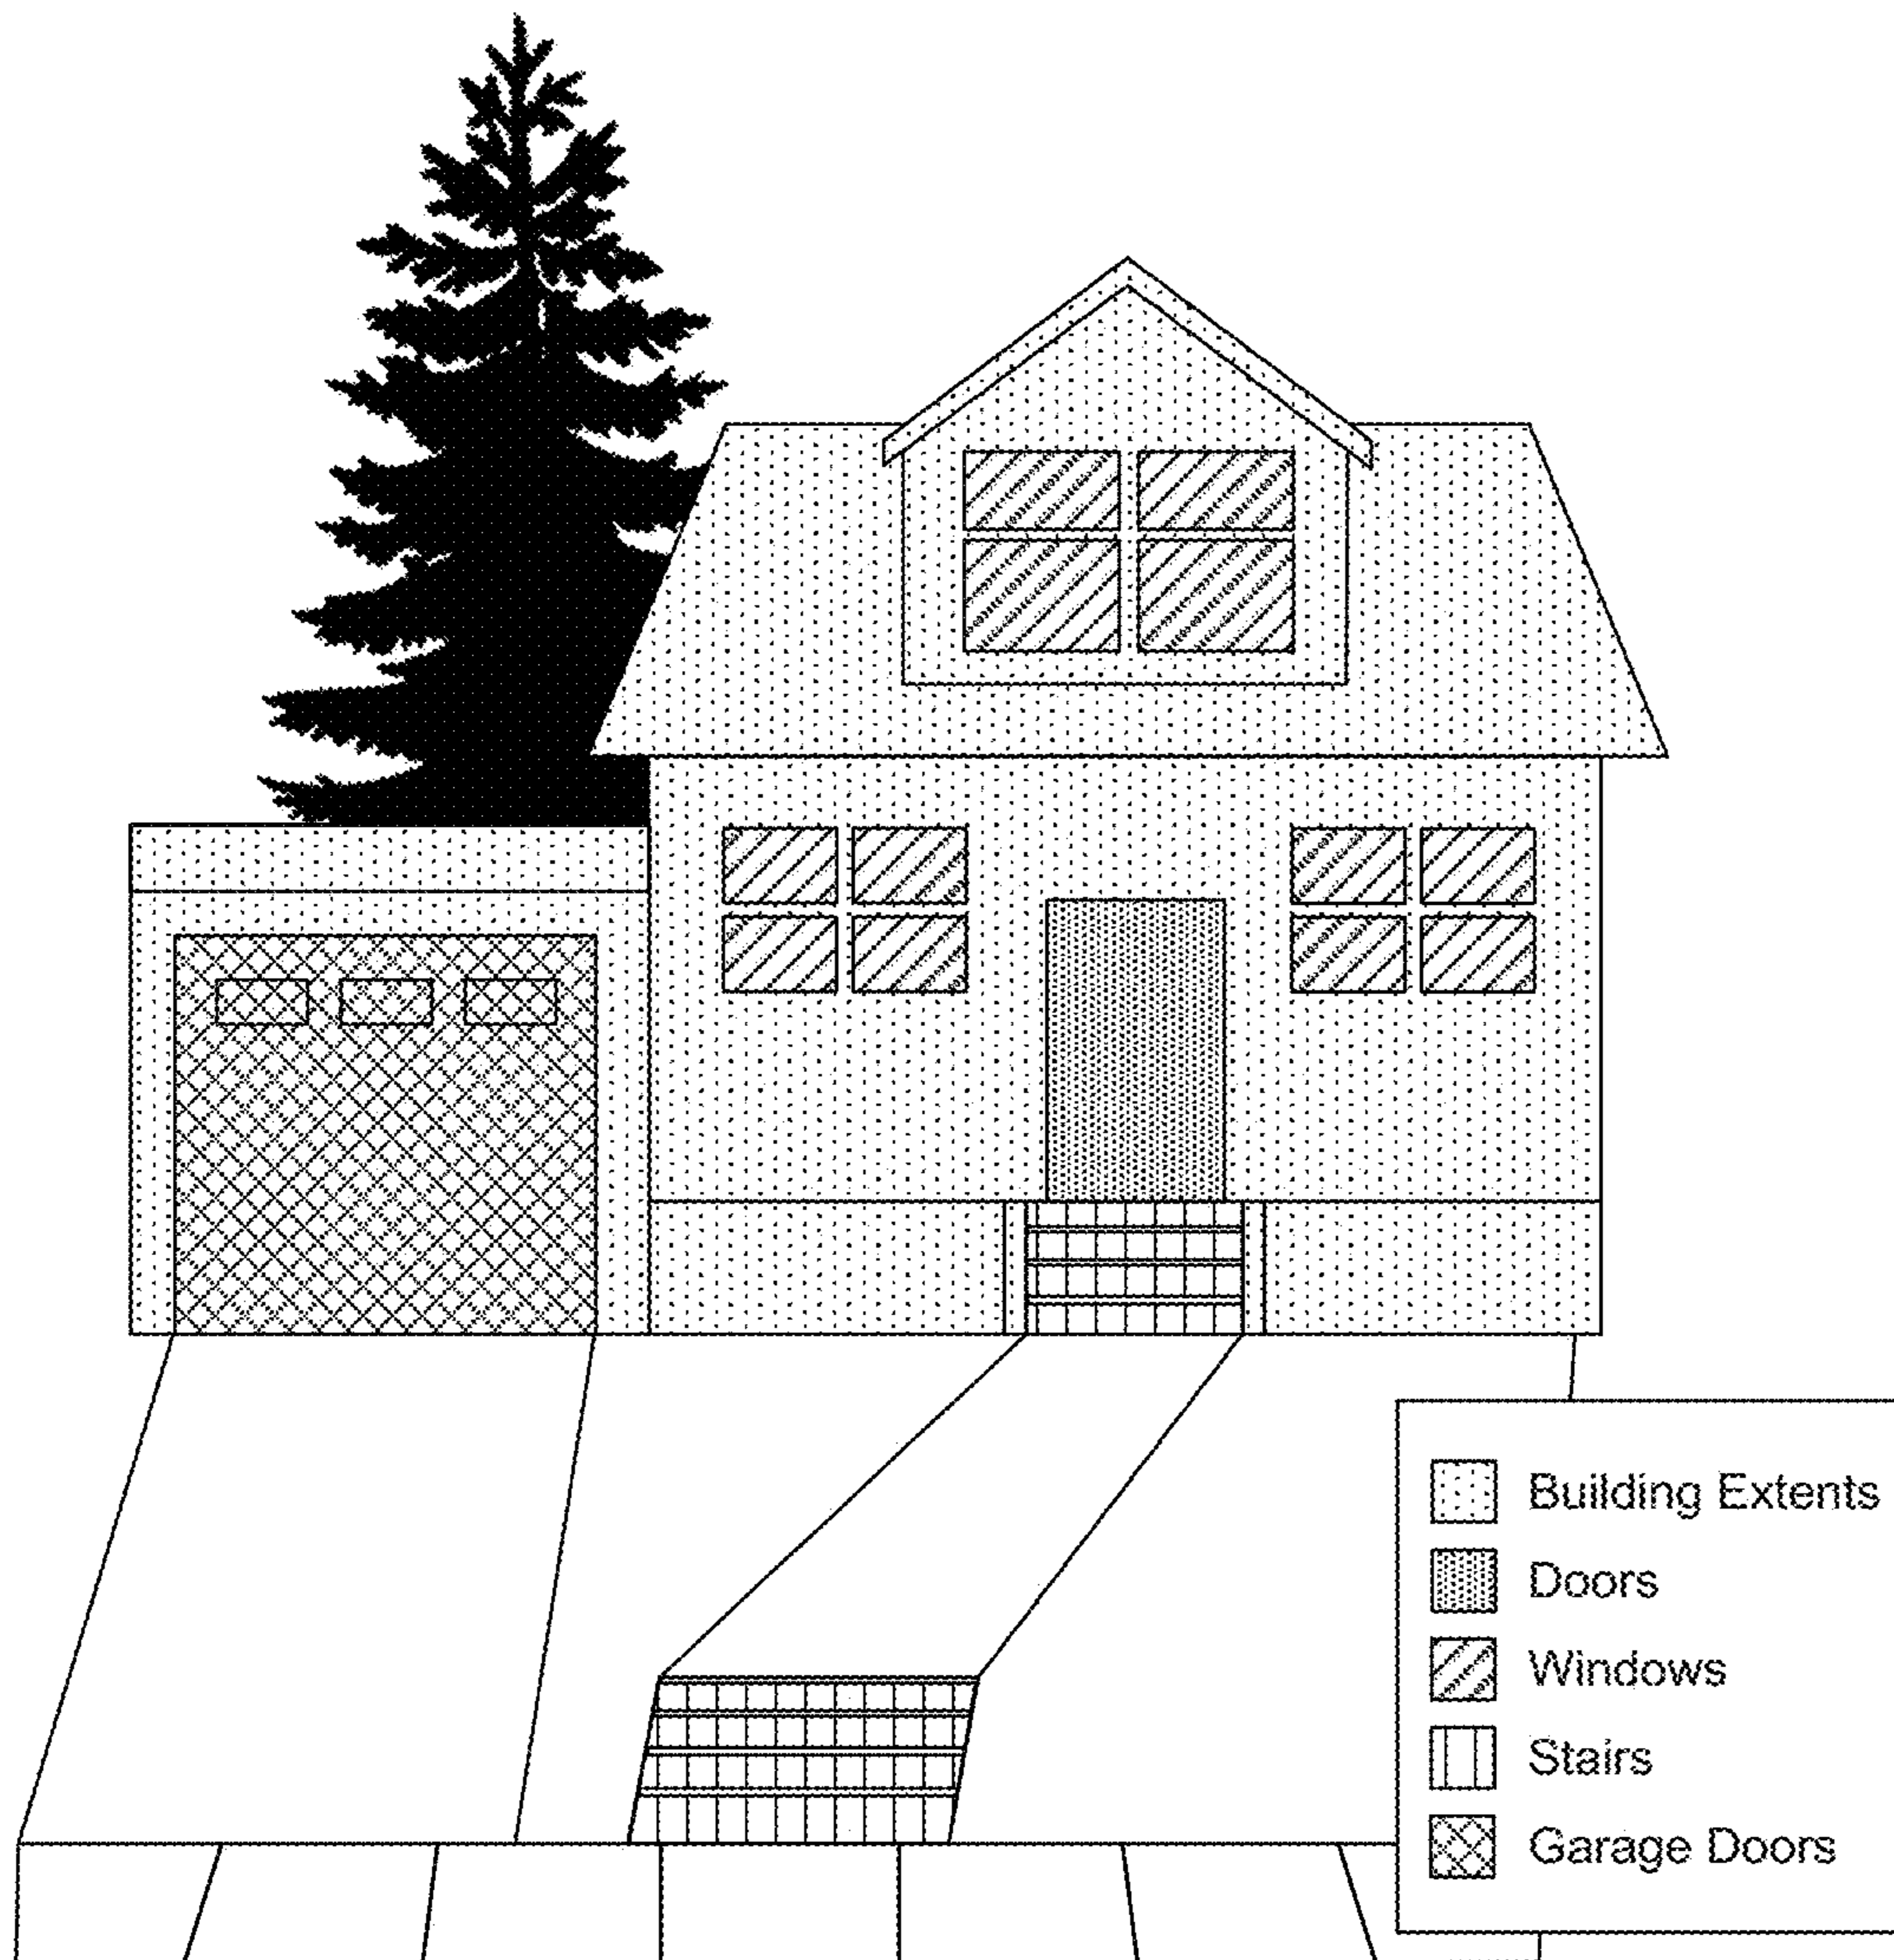 Building Extents
Doors
Windows
Stairs
Garage Doors